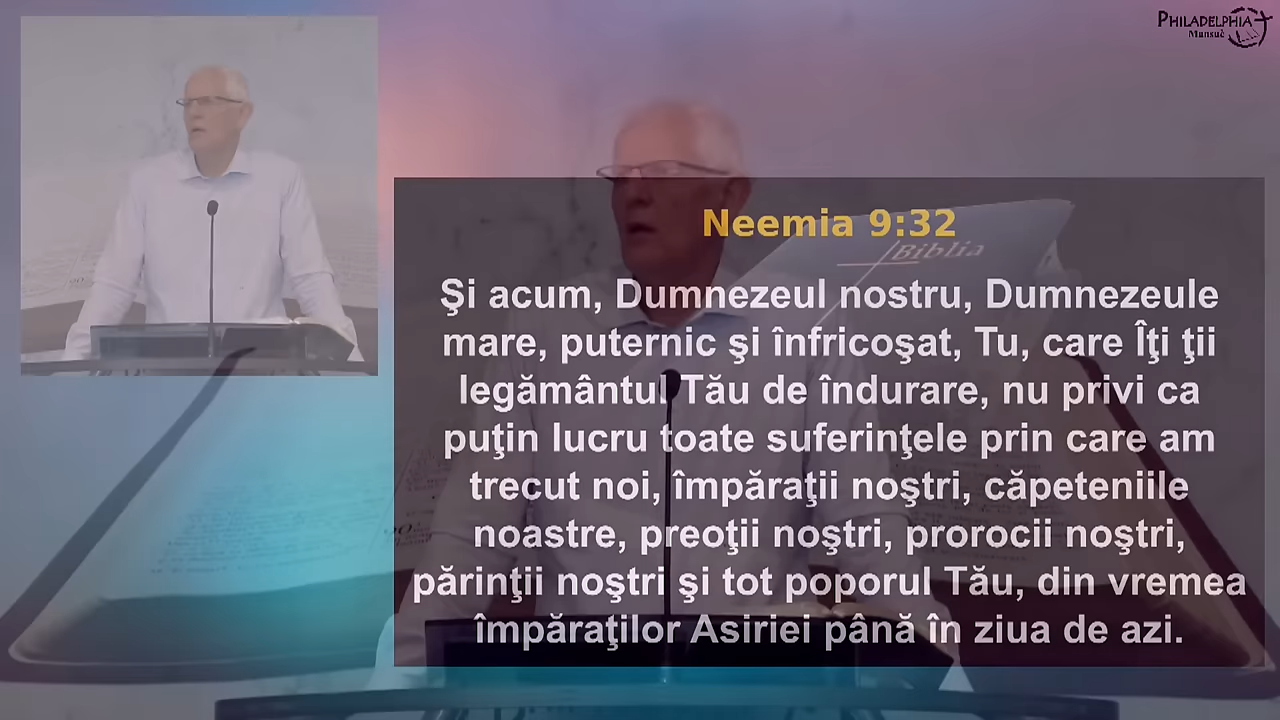 PHILADELPHIA
Mansuè
Neemia 9:32
Biblia
Şi acum, Dumnezeul nostru, Dumnezeule
mare, puternic şi înfricoşat, Tu, care Îţi ţii
legământul Tău de îndurare, nu privi ca
puţin lucru toate suferinţele prin care am
trecut noi, împăraţii noştri, căpeteniile
noastre, preoţii noştri, prorocii noştri,
părinţii noştri şi tot poporul Tău, din vremea
împăraţilor Asiriei până în ziua de azi.